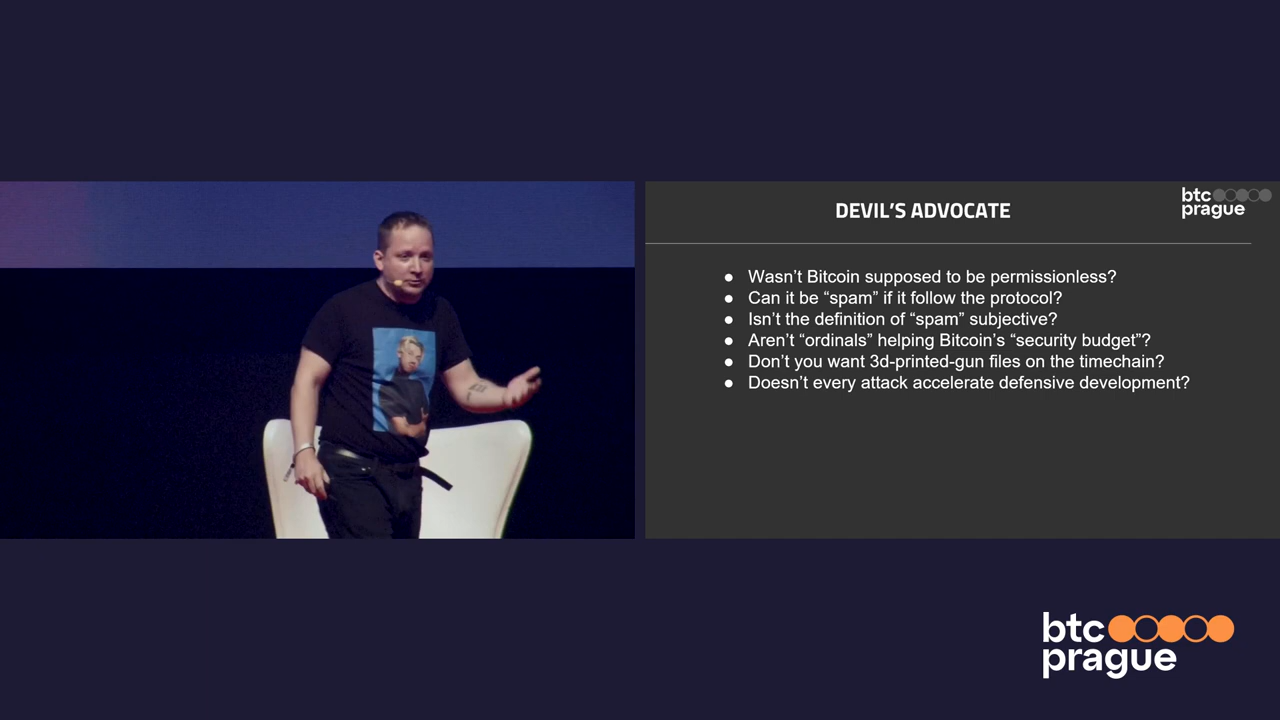 DEVIL'S ADVOCATE
btc
prague
● Wasn't Bitcoin supposed to be permissionless?
● Can it be “spam” if it follow the protocol?
● Isn't the definition of “spam” subjective?
● Aren't “ordinals” helping Bitcoin's “security budget”?
● Don't you want 3d-printed-gun files on the timechain?
● Doesn't every attack accelerate defensive development?
btc
prague